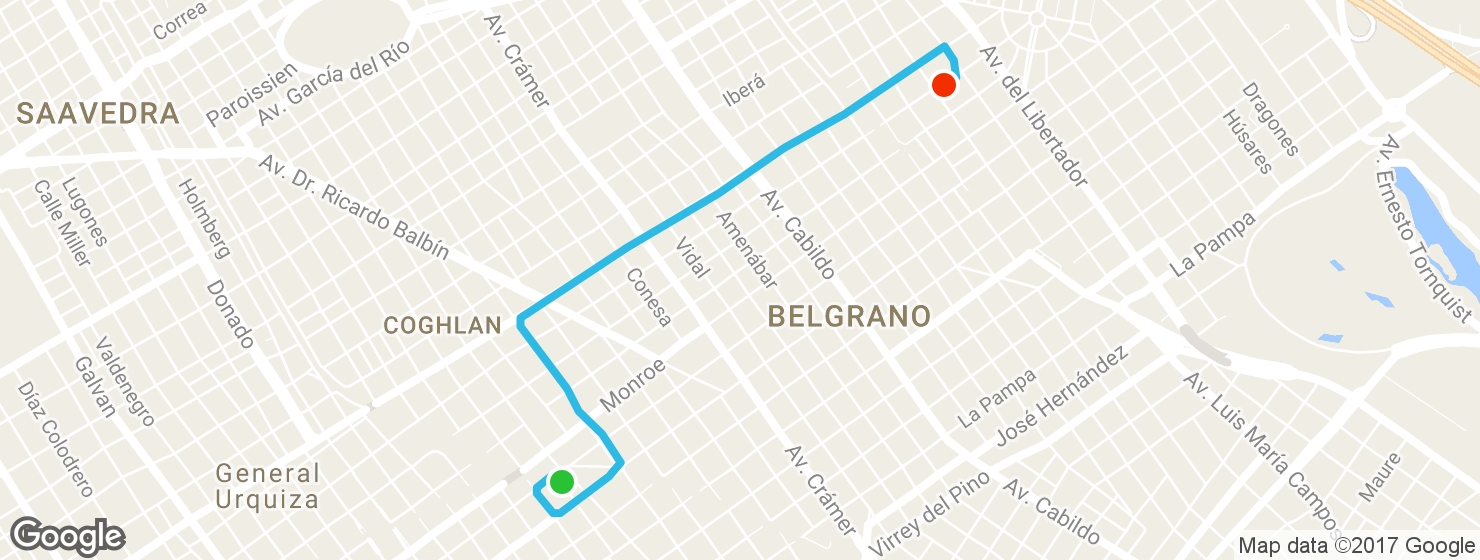 Correa
Av. Crámer
Paroissien
Av. García del Río
Iberá
Av. del Libertador
Dragones
Húsares
SAAVEDRA
Av. Dr. Ricardo Balbín
Lugones
Calle Miller
Holmberg
Donado
Av. Ernesto Tornquist
La Pampa
Av. Cabildo
Amenábar
Vidal
Conesa
COGHLAN
BELGRANO
Monroe
Valdenegro
Galvan
Díaz Colodrero
La Pampa
José Hernández
Av. Luis María Campos
Maure
General
Urquiza
Av. Crámer
Virrey del Pino
Av. Cabildo
Google
Map data ©2017 Google